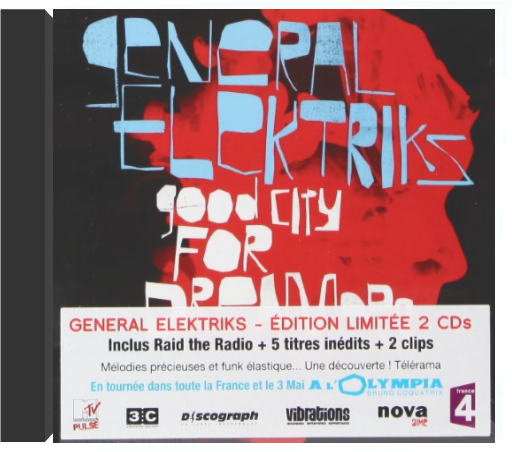 GENERAL
ELEKTRIKS
good CITY
FOR
DREAMERS
GENERAL ELEKTRIKS – ÉDITION LIMITÉE 2 CDs
Inclus Raid the Radio + 5 titres inédits + 2 clips
Mélodies précieuses et funk élastique... Une découverte ! Télérama
En tournée dans toute la France et le 3 Mai A L'OLYMPIA
BRUNO COQUATRIX
MTV PULSE 3C Discograph vibrations nova aime france 4